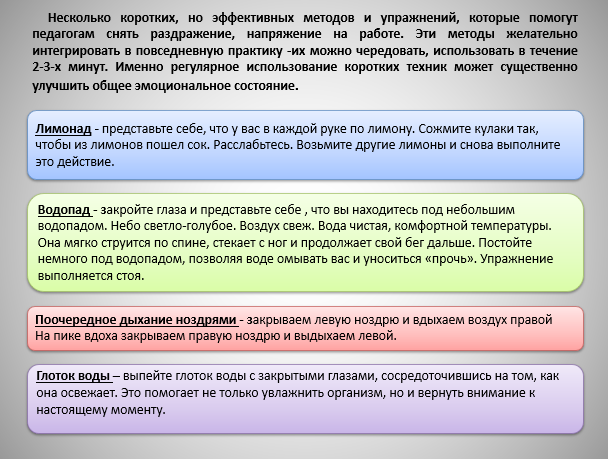 Несколько коротких, но эффективных методов и упражнений, которые помогут
педагогам снять раздражение, напряжение на работе. Эти методы желательно
интегрировать в повседневную практику -их можно чередовать, использовать в течение
2-3-х минут. Именно регулярное использование коротких техник может существенно
улучшить общее эмоциональное состояние.
Лимонад - представьте себе, что у вас в каждой руке по лимону. Сожмите кулаки так,
чтобы из лимонов пошел сок. Расслабьтесь. Возьмите другие лимоны и снова выполните
это действие.
Водопад - закройте глаза и представьте себе , что вы находитесь под небольшим
водопадом. Небо светло-голубое. Воздух свеж. Вода чистая, комфортной температуры.
Она мягко струится по спине, стекает с ног и продолжает свой бег дальше. Постойте
немного под водопадом, позволяя воде омывать вас и уноситься «прочь». Упражнение
выполняется стоя.
Поочередное дыхание ноздрями - закрываем левую ноздрю и вдыхаем воздух правой
На пике вдоха закрываем правую ноздрю и выдыхаем левой.
Глоток воды – выпейте глоток воды с закрытыми глазами, сосредоточившись на том, как
она освежает. Это помогает не только увлажнить организм, но и вернуть внимание к
настоящему моменту.